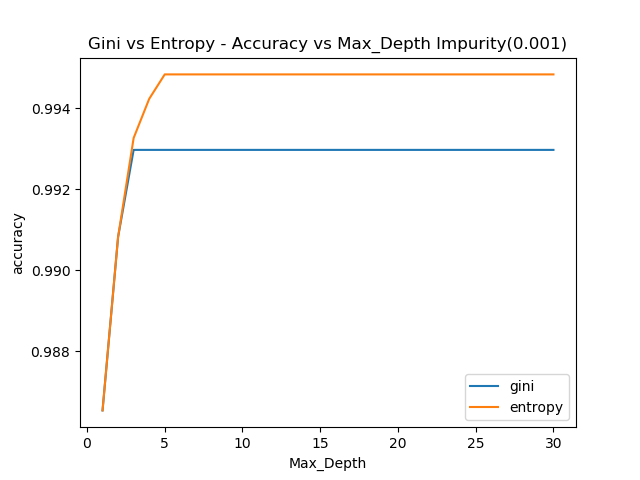 Gini vs Entropy - Accuracy vs Max_Depth Impurity(0.001)
accuracy
0.994
0.992
0.990
0.988
0
5
10
15
20
25
30
Max_Depth
gini
entropy